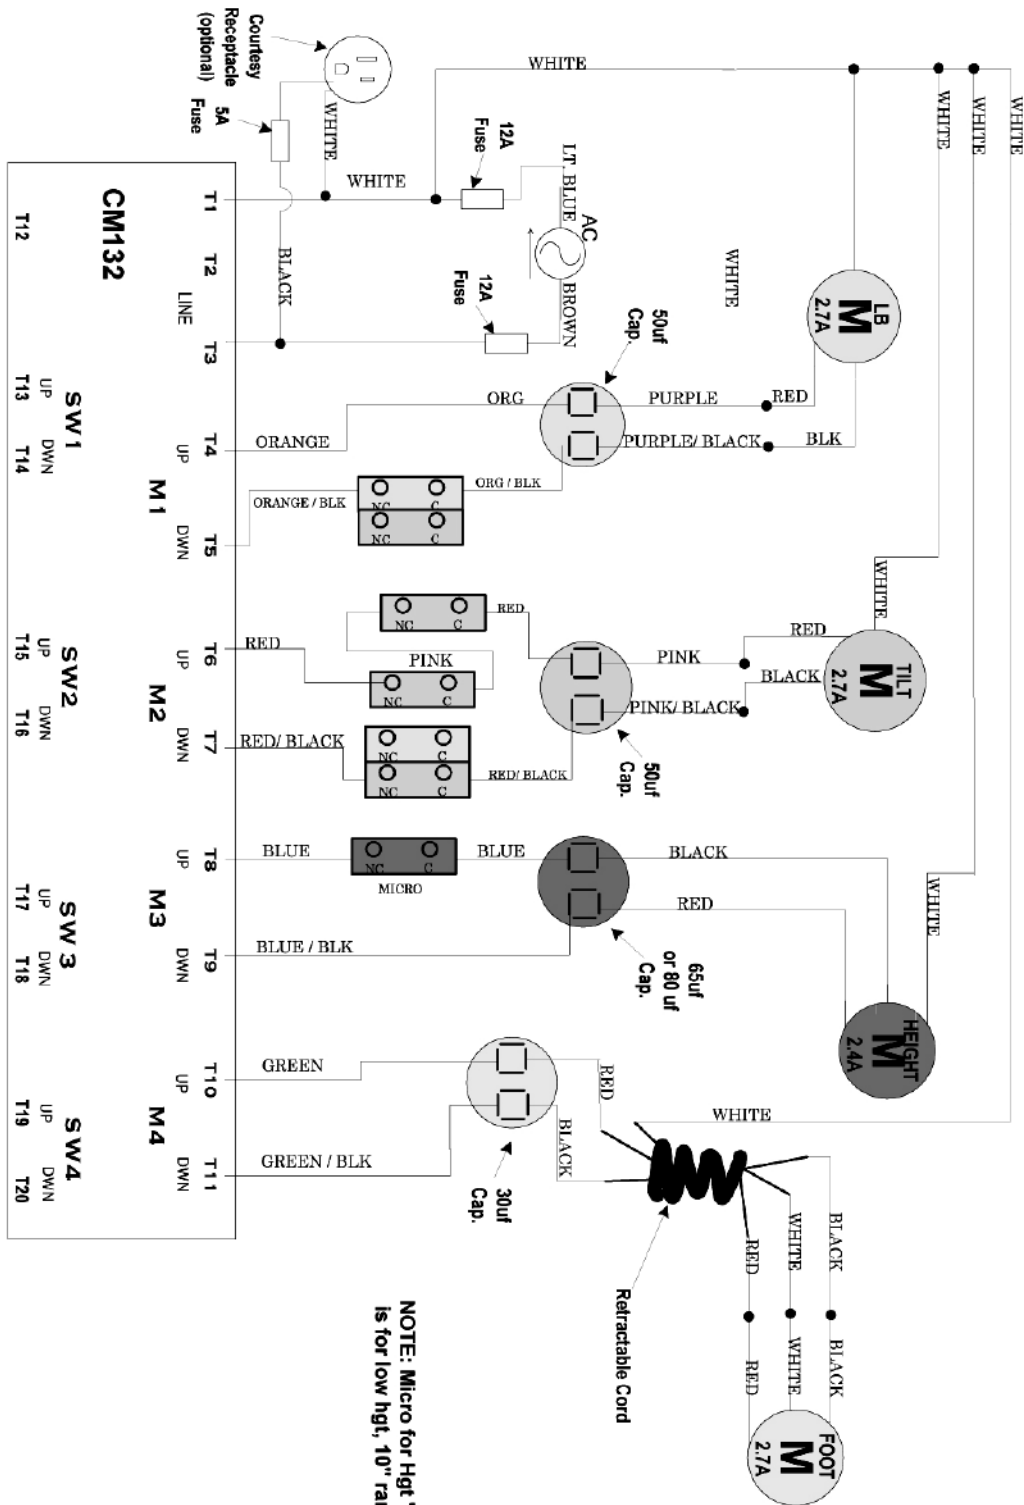 Courtesy
Receptacle
(optional)
5A
Fuse
WHITE
WHITE
BLACK
12A
Fuse
LT. BLUE
AC
BROWN
12A
Fuse
WHITE
WHITE
WHITE
WHITE
WHITE
CM132
T12
T1
T2
LINE
T3
LB
M
2.7A
50uf
Cap.
ORG
PURPLE
RED
ORANGE
PURPLE/ BLACK
BLK
ORANGE / BLK
ORG / BLK
NC
C
NC
C
SW1
UP
T13
DWN
T14
M1
UP
T4
DWN
T5
WHITE
TILT
M
2.7A
RED
BLACK
PINK
PINK/ BLACK
50uf
Cap.
RED
NC
C
RED
PINK
NC
C
RED/ BLACK
NC
C
NC
C
RED/ BLACK
SW2
UP
T15
DWN
T16
M2
UP
T6
DWN
T7
BLUE
NC
C
MICRO
BLUE
BLACK
RED
WHITE
BLUE / BLK
65uf
or 80 uf
Cap.
HEIGHT
M
2.4A
SW 3
UP
T17
DWN
T18
M3
UP
T8
DWN
T9
GREEN
GREEN / BLK
RED
BLACK
WHITE
30uf
Cap.
SW4
UP
T19
DWN
T20
M4
UP
T10
DWN
T11
Retractable Cord
BLACK
WHITE
RED
BLACK
WHITE
RED
FOOT
M
2.7A
NOTE: Micro for Hgt
is for low hgt, 10"